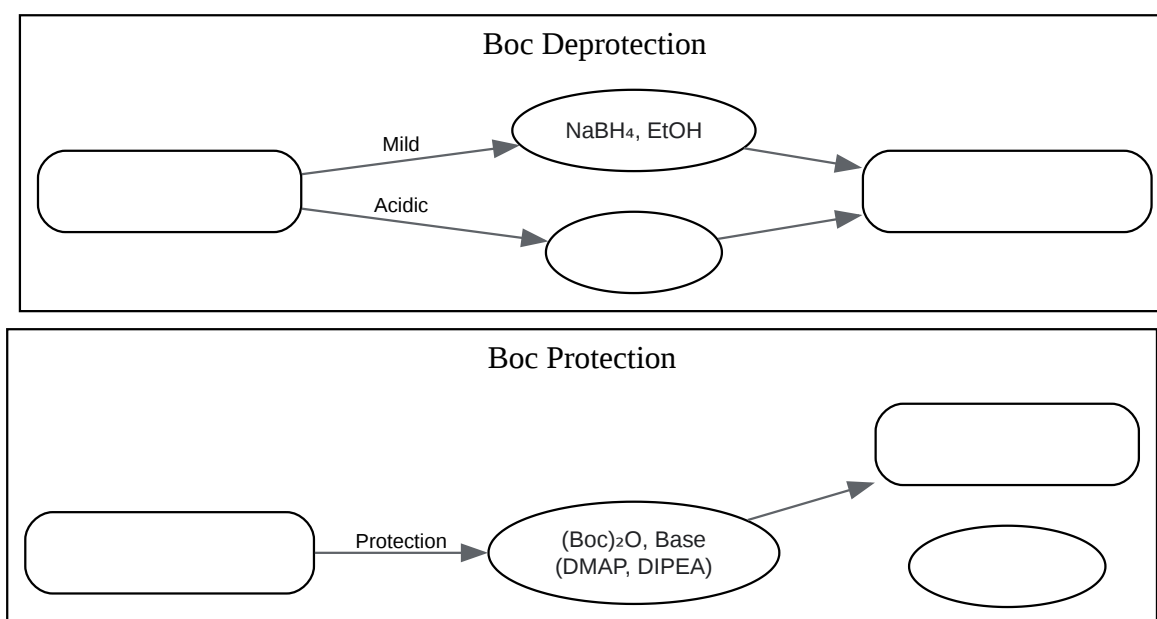 Boc Deprotection
Mild
NaBH₄, EtOH
Acidic
Boc Protection
Protection
(Boc)₂O, Base
(DMAP, DIPEA)